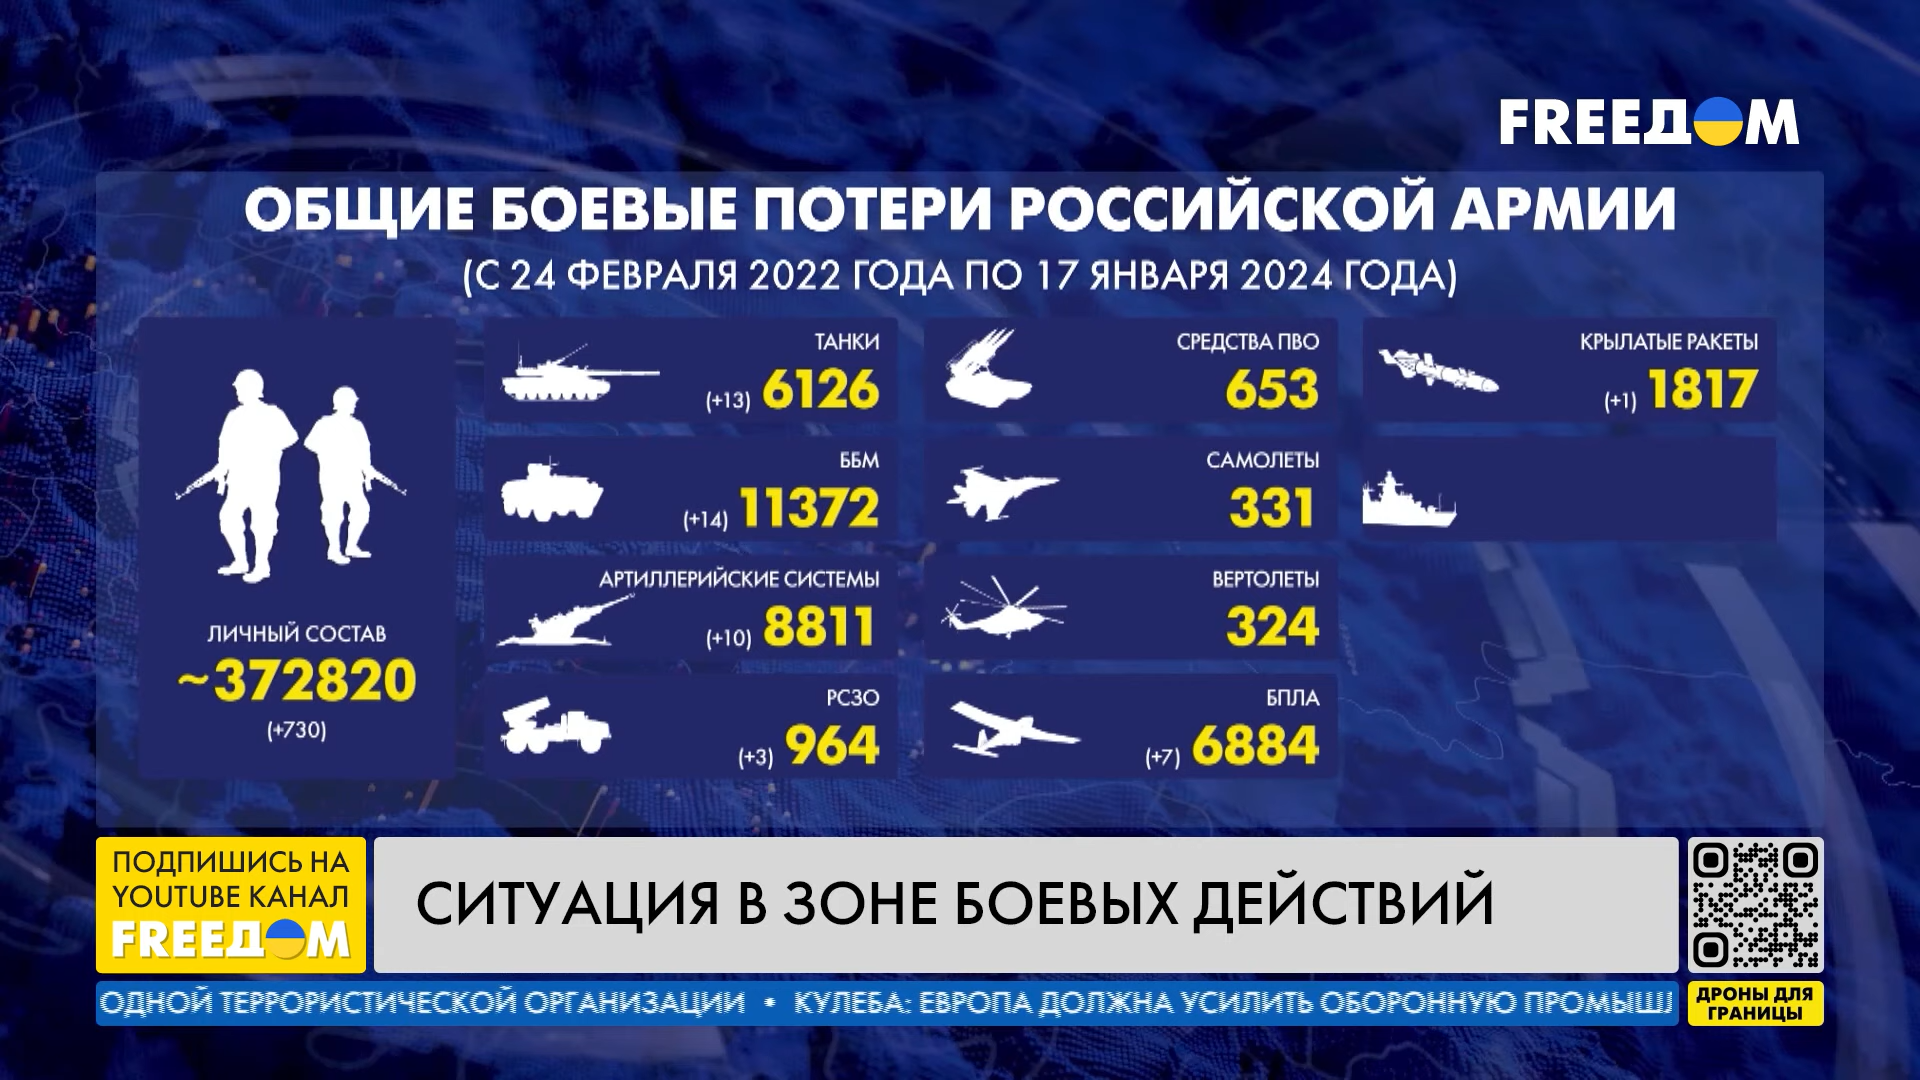 FREEДOM
ОБЩИЕ БОЕВЫЕ ПОТЕРИ РОССИЙСКОЙ АРМИИ
(С 24 ФЕВРАЛЯ 2022 ГОДА ПО 17 ЯНВАРЯ 2024 ГОДА)
ЛИЧНЫЙ СОСТАВ
~372820
(+730)
ТАНКИ
(+13) 6126
ББМ
(+14) 11372
АРТИЛЛЕРИЙСКИЕ СИСТЕМЫ
(+10) 8811
РСЗО
(+3) 964
СРЕДСТВА ПВО
653
САМОЛЕТЫ
331
ВЕРТОЛЕТЫ
324
БПЛА
(+7) 6884
КРЫЛАТЫЕ РАКЕТЫ
(+1) 1817
ПОДПИШИСЬ НА
YOUTUBE КАНАЛ
FREEДOM
СИТУАЦИЯ В ЗОНЕ БОЕВЫХ ДЕЙСТВИЙ
ОДНОЙ ТЕРРОРИСТИЧЕСКОЙ ОРГАНИЗАЦИИ • КУЛЕБА: ЕВРОПА ДОЛЖНА УСИЛИТЬ ОБОРОННУЮ ПРОМЫШЛ
ДРОНЫ ДЛЯ
ГРАНИЦЫ